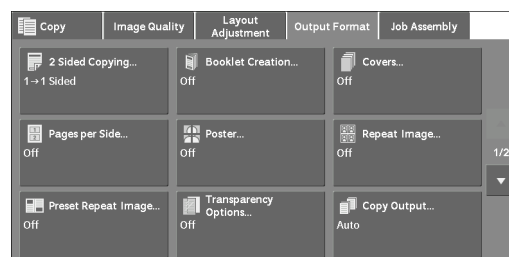 Copy
Image Quality
Layout
Adjustment
Output Format
Job Assembly
2 Sided Copying...
1→1 Sided
Booklet Creation...
Off
Covers...
Off
Pages per Side...
Off
Poster...
Off
Repeat Image...
Off
1/2
Preset Repeat Image...
Off
Transparency
Options...
Off
Copy Output...
Auto